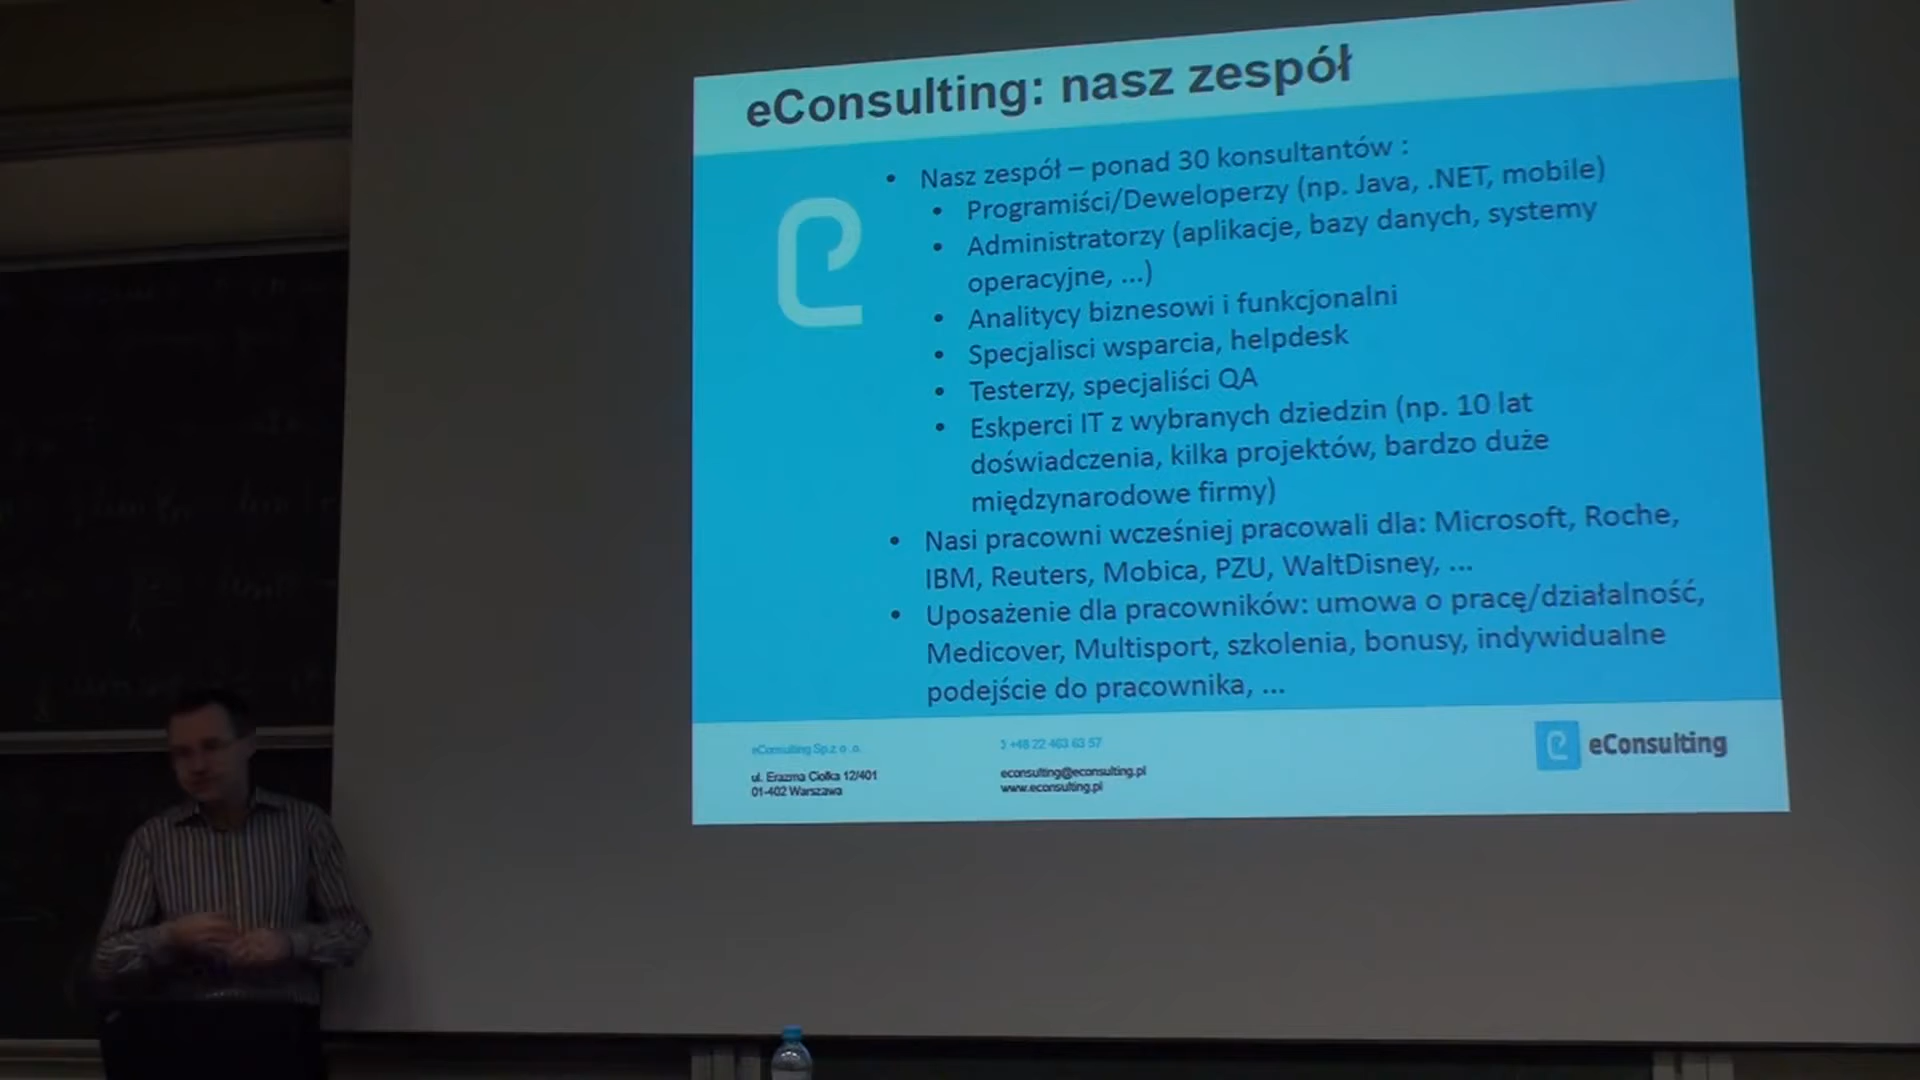 eConsulting: nasz zespół
• Nasz zespół – ponad 30 konsultantów :
• Programiści/Deweloperzy (np. Java, .NET, mobile)
• Administratorzy (aplikacje, bazy danych, systemy
operacyjne, ...)
• Analitycy biznesowi i funkcjonalni
• Specjalisci wsparcia, helpdesk
• Testerzy, specjaliści QA
• Eskperci IT z wybranych dziedzin (np. 10 lat
doświadczenia, kilka projektów, bardzo duże
międzynarodowe firmy)
• Nasi pracowni wcześniej pracowali dla: Microsoft, Roche,
IBM, Reuters, Mobica, PZU, WaltDisney, ...
• Uposażenie dla pracowników: umowa o pracę/działalność,
Medicover, Multisport, szkolenia, bonusy, indywidualne
podejście do pracownika, ...
eConsulting Sp.z o .o.
ul. Erazma Ciołka 12/401
01-402 Warszawa
+48 22 463 63 57
econsulting@econsulting.pl
www.econsulting.pl
eConsulting